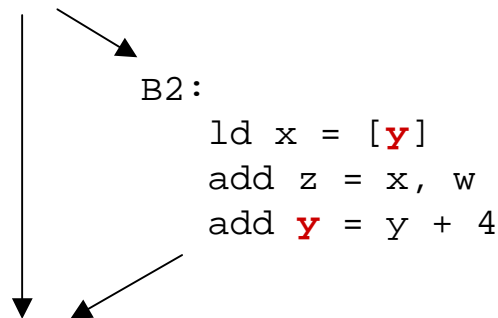 B2:
ld x = [y]
add z = x, w
add y = y + 4